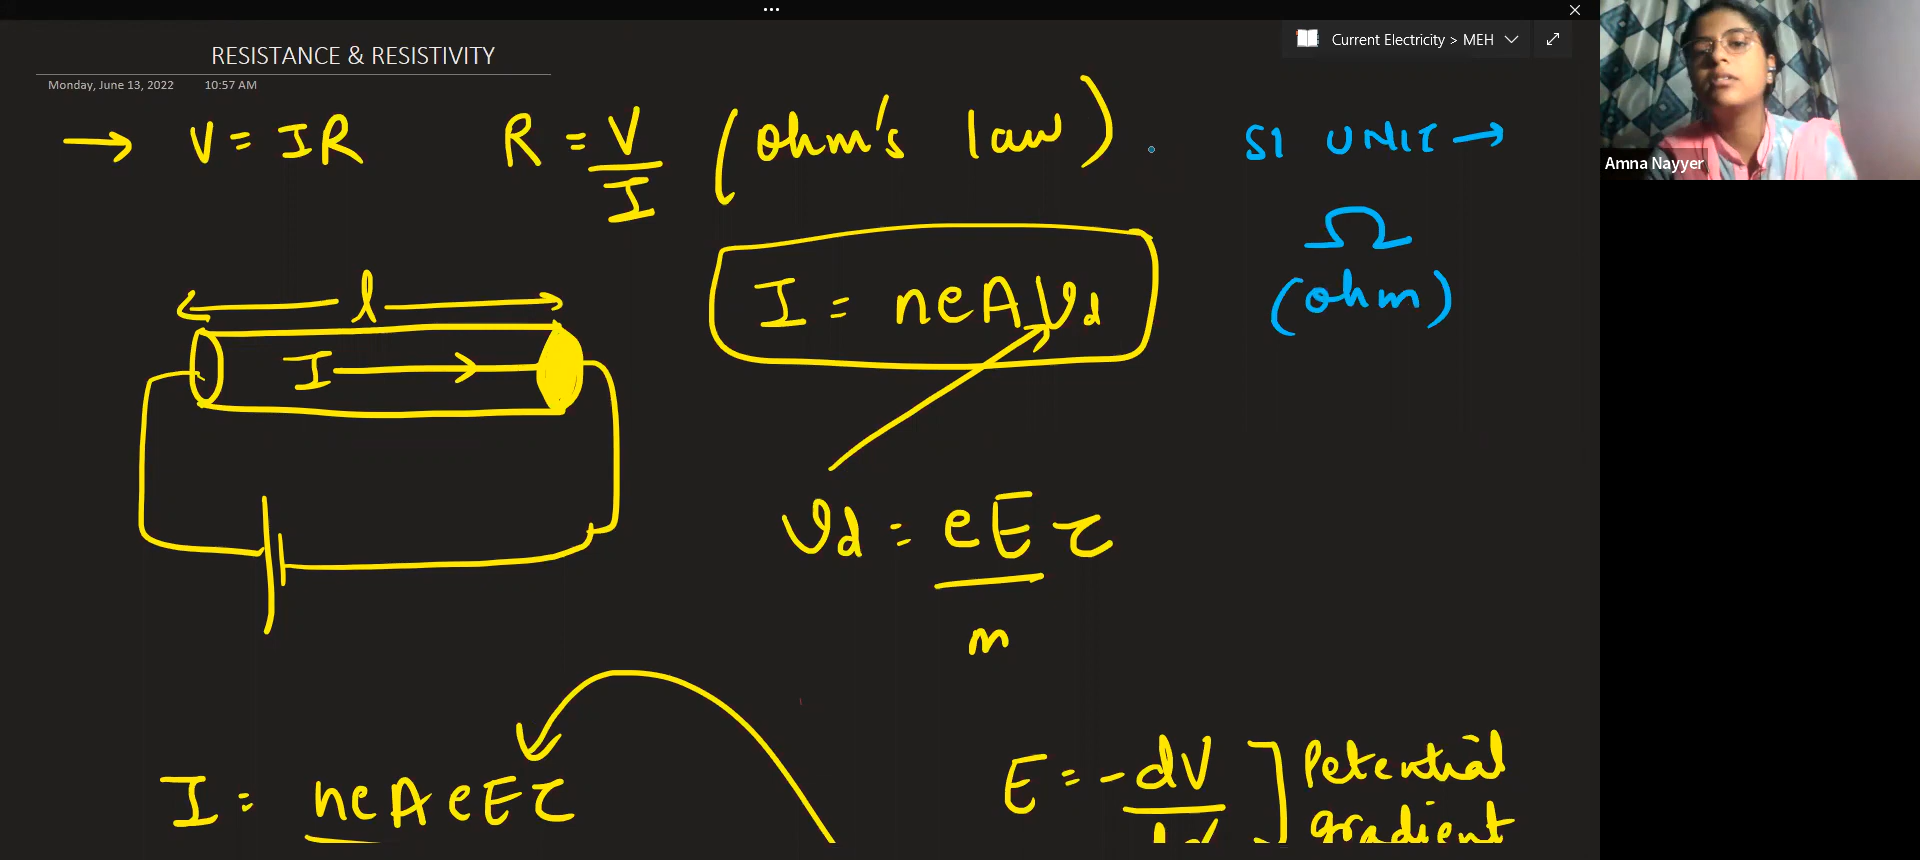 RESISTANCE & RESISTIVITY
Monday, June 13, 2022 10:57 AM
Current Electricity > MEH
Amna Nayyer
→ V = IR R = V/I (ohm's law).
SI UNIT →
Ω
(ohm)
l
I
I = neAVd
Vd = eEτ
m
I = neAeEτ
E = -dV
Potential
gradient